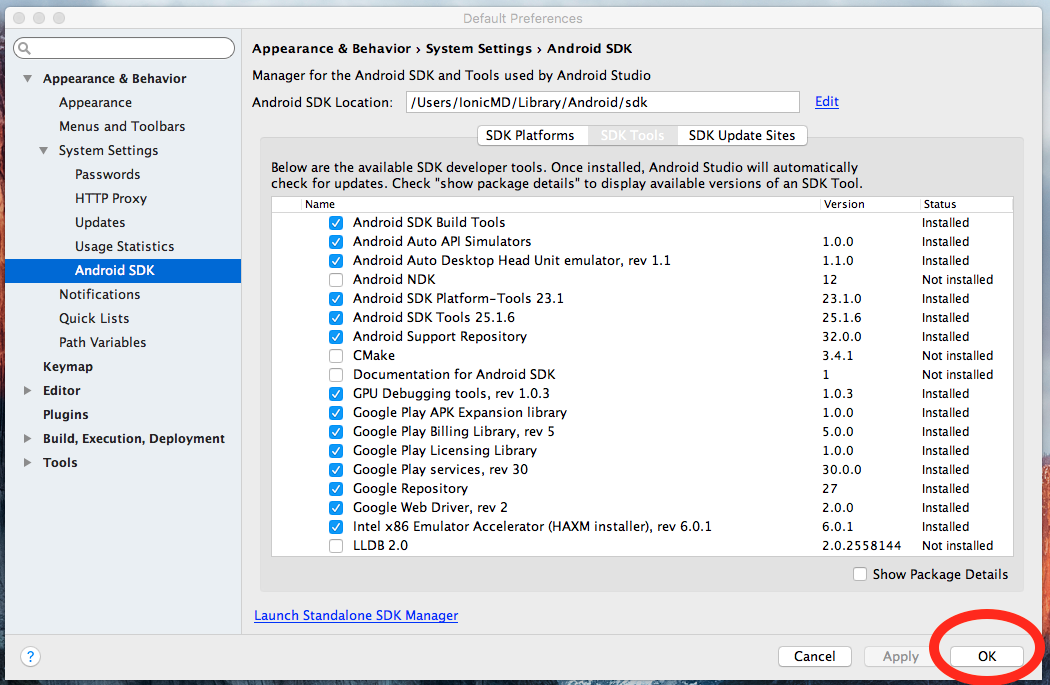 Default Preferences
Appearance & Behavior
Appearance
Menus and Toolbars
System Settings
Passwords
HTTP Proxy
Updates
Usage Statistics
Android SDK
Notifications
Quick Lists
Path Variables
Keymap
Editor
Plugins
Build, Execution, Deployment
Tools
Appearance & Behavior › System Settings › Android SDK
Manager for the Android SDK and Tools used by Android Studio
Android SDK Location: /Users/IonicMD/Library/Android/sdk Edit
SDK Platforms SDK Tools SDK Update Sites
Below are the available SDK developer tools. Once installed, Android Studio will automatically
check for updates. Check "show package details" to display available versions of an SDK Tool.
Name Version Status
Android SDK Build Tools Installed
Android Auto API Simulators 1.0.0 Installed
Android Auto Desktop Head Unit emulator, rev 1.1 1.1.0 Installed
Android NDK 12 Not installed
Android SDK Platform-Tools 23.1 23.1.0 Installed
Android SDK Tools 25.1.6 25.1.6 Installed
Android Support Repository 32.0.0 Installed
CMake 3.4.1 Not installed
Documentation for Android SDK 1 Not installed
GPU Debugging tools, rev 1.0.3 1.0.3 Installed
Google Play APK Expansion library 1.0.0 Installed
Google Play Billing Library, rev 5 5.0.0 Installed
Google Play Licensing Library 1.0.0 Installed
Google Play services, rev 30 30.0.0 Installed
Google Repository 27 Installed
Google Web Driver, rev 2 2.0.0 Installed
Intel x86 Emulator Accelerator (HAXM installer), rev 6.0.1 6.0.1 Installed
LLDB 2.0 2.0.2558144 Not installed
Show Package Details
Launch Standalone SDK Manager
? Cancel Apply OK